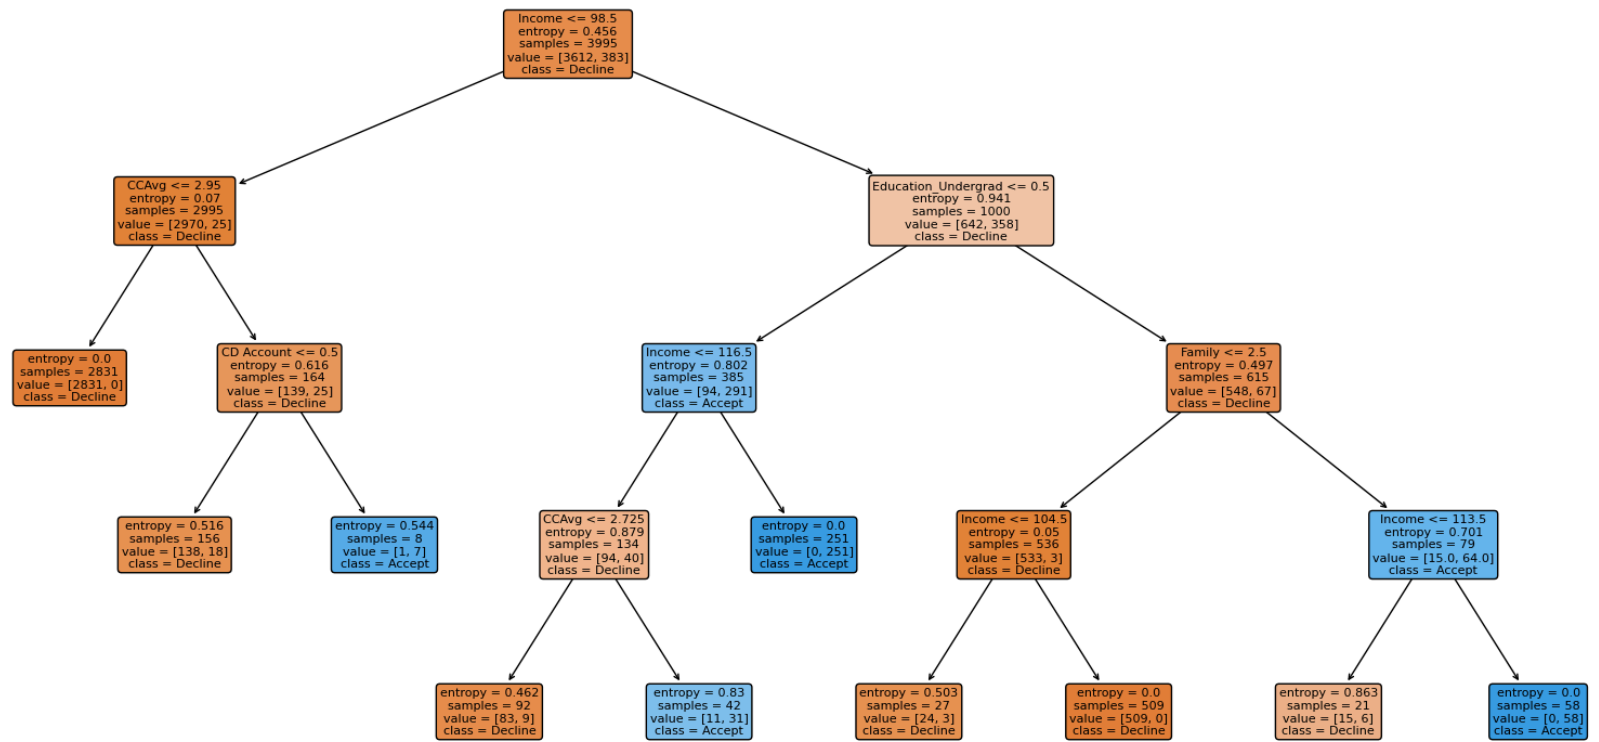 Income <= 98.5
entropy = 0.456
samples = 3995
value = [3612, 383]
class = Decline
CCAvg <= 2.95
entropy = 0.07
samples = 2995
value = [2970, 25]
class = Decline
Education_Undergrad <= 0.5
entropy = 0.941
samples = 1000
value = [642, 358]
class = Decline
entropy = 0.0
samples = 2831
value = [2831, 0]
class = Decline
CD Account <= 0.5
entropy = 0.616
samples = 164
value = [139, 25]
class = Decline
Income <= 116.5
entropy = 0.802
samples = 385
value = [94, 291]
class = Accept
Family <= 2.5
entropy = 0.497
samples = 615
value = [548, 67]
class = Decline
entropy = 0.516
samples = 156
value = [138, 18]
class = Decline
entropy = 0.544
samples = 8
value = [1, 7]
class = Accept
CCAvg <= 2.725
entropy = 0.879
samples = 134
value = [94, 40]
class = Decline
entropy = 0.0
samples = 251
value = [0, 251]
class = Accept
Income <= 104.5
entropy = 0.05
samples = 536
value = [533, 3]
class = Decline
Income <= 113.5
entropy = 0.701
samples = 79
value = [15.0, 64.0]
class = Accept
entropy = 0.462
samples = 92
value = [83, 9]
class = Decline
entropy = 0.83
samples = 42
value = [11, 31]
class = Accept
entropy = 0.503
samples = 27
value = [24, 3]
class = Decline
entropy = 0.0
samples = 509
value = [509, 0]
class = Decline
entropy = 0.863
samples = 21
value = [15, 6]
class = Decline
entropy = 0.0
samples = 58
value = [0, 58]
class = Accept